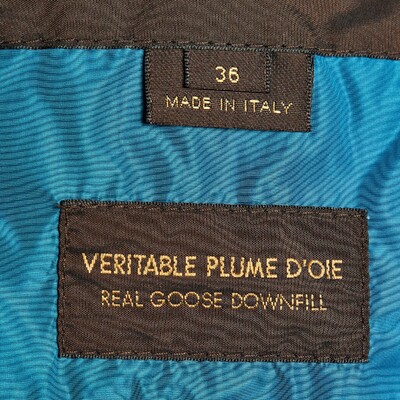 36
MADE IN ITALY
VERITABLE PLUME D'OIE
REAL GOOSE DOWNFILL